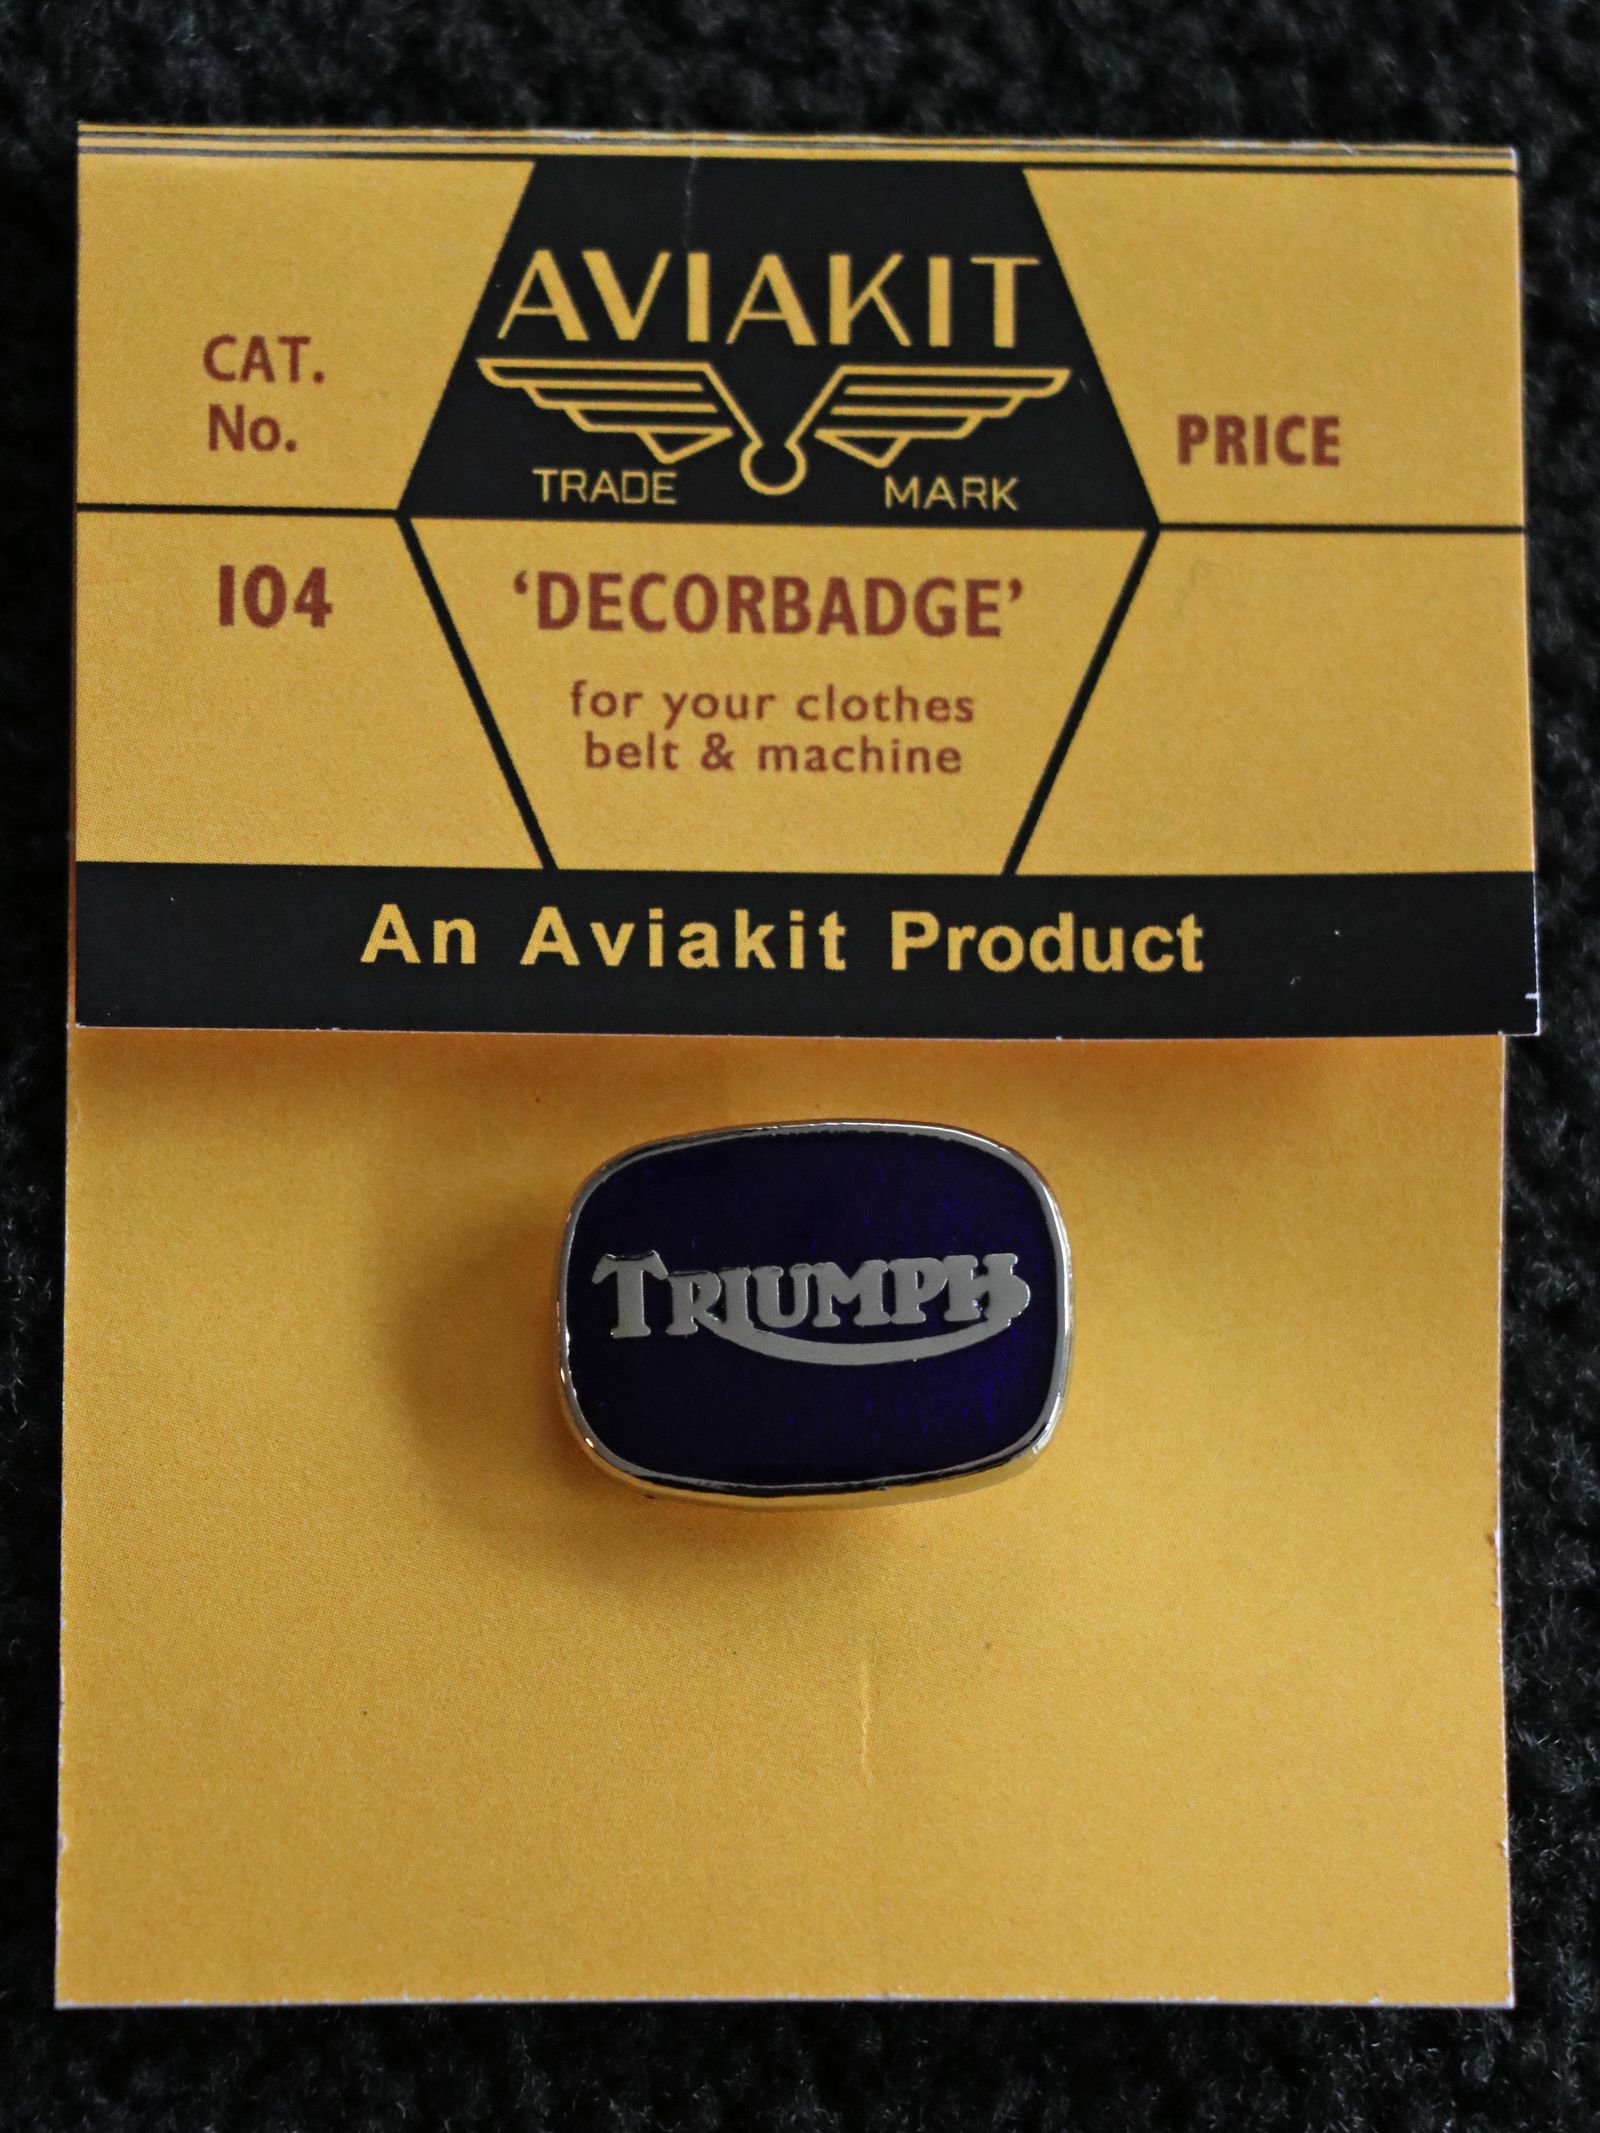 AVIAKIT
TRADE MARK
CAT.
No.
PRICE
104
‘DECORBADGE’
for your clothes
belt & machine
An Aviakit Product
TRIUMPH